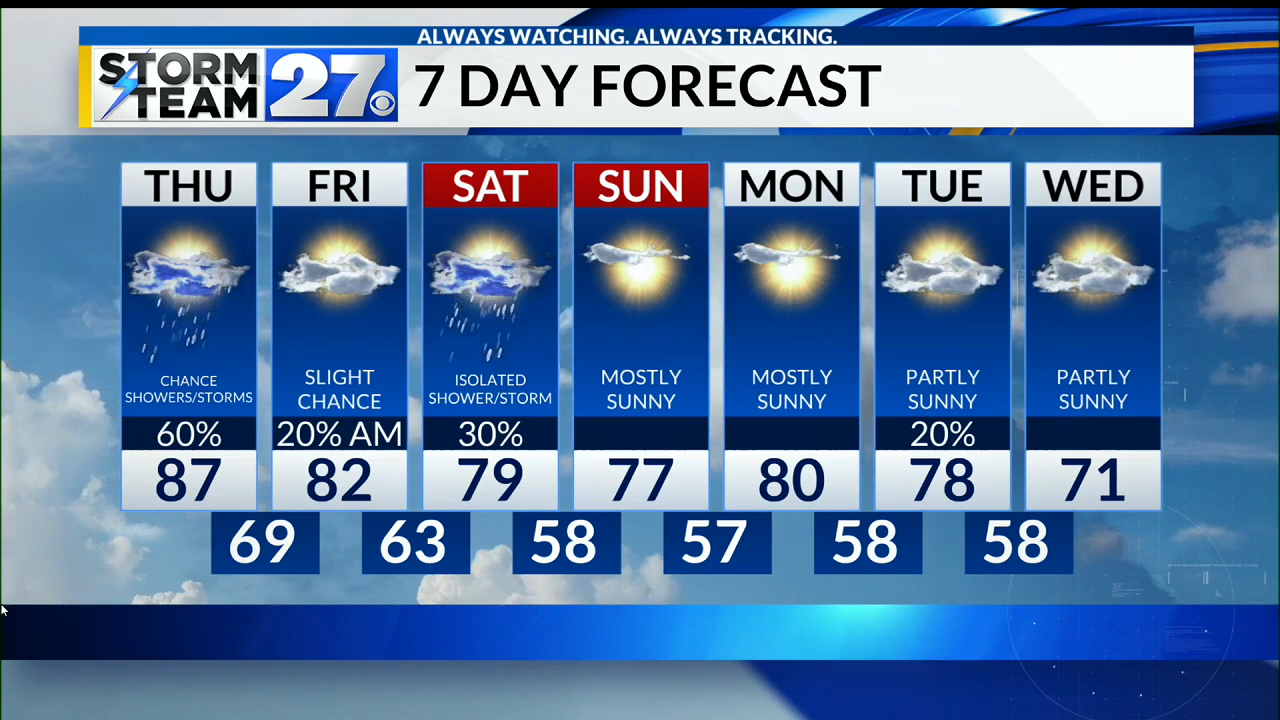 ALWAYS WATCHING. ALWAYS TRACKING.
STORM
TEAM
27
7 DAY FORECAST
THU
FRI
SAT
SUN
MON
TUE
WED
CHANCE
SHOWERS/STORMS
SLIGHT
CHANCE
ISOLATED
SHOWER/STORM
MOSTLY
SUNNY
MOSTLY
SUNNY
PARTLY
SUNNY
PARTLY
SUNNY
60%
20% AM
30%
20%
87
82
79
77
80
78
71
69
63
58
57
58
58